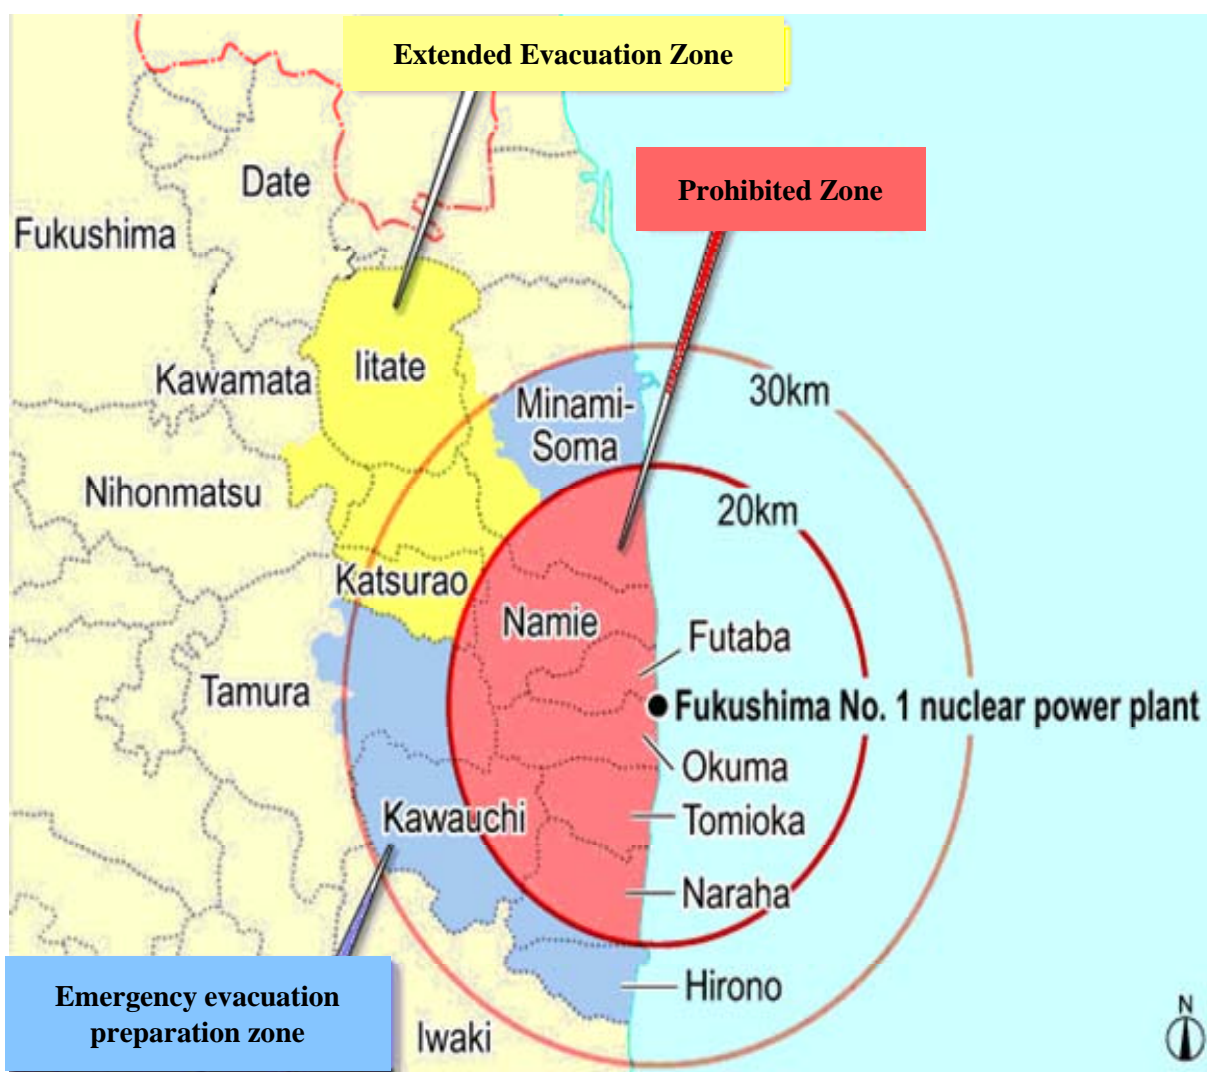 Extended Evacuation Zone
Prohibited Zone
Date
Fukushima
Iitate
Kawamata
30km
Minami-
Soma
Nihonmatsu
20km
Katsurao
Namie
Futaba
Tamura
Fukushima No. 1 nuclear power plant
Okuma
Kawauchi
Tomioka
Naraha
Hirono
Emergency evacuation
preparation zone
Iwaki
N